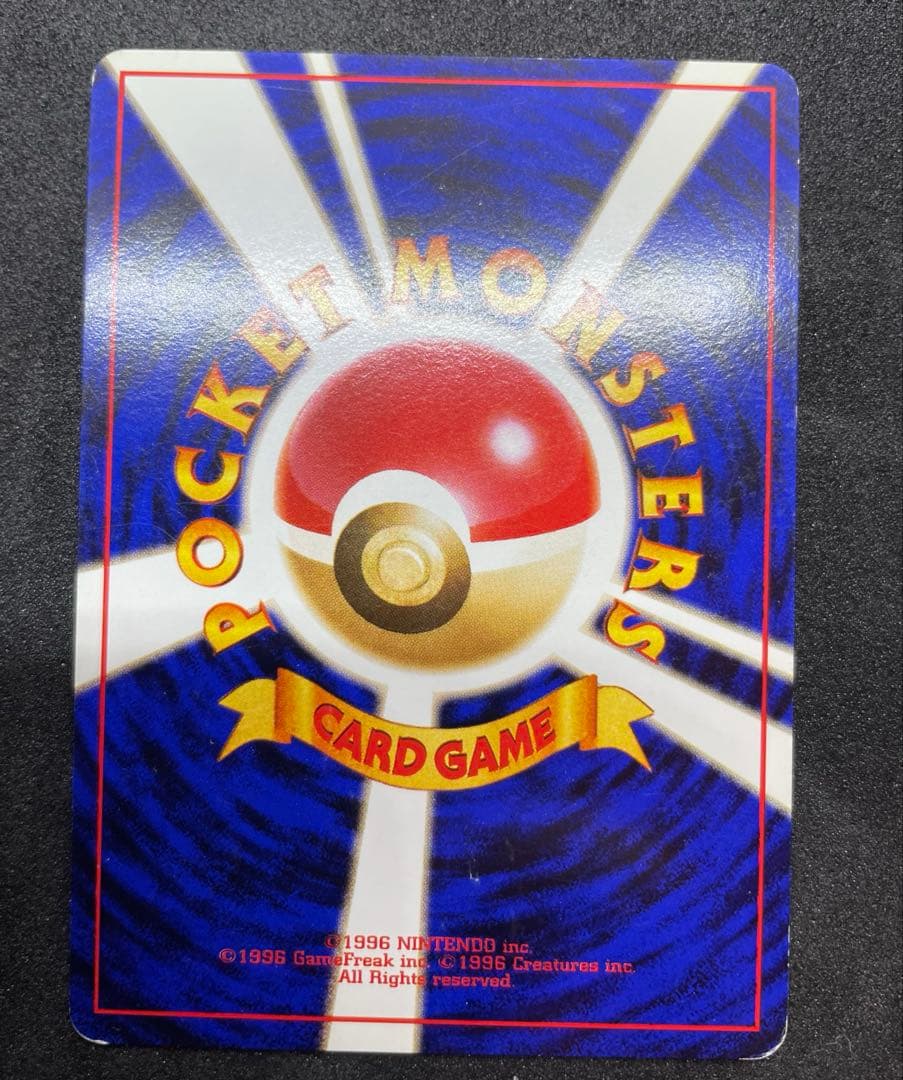 POCKET MONSTERS
CARD GAME
©1996 NINTENDO inc.
©1996 GameFreak inc. ©1996 Creatures inc.
All Rights reserved.